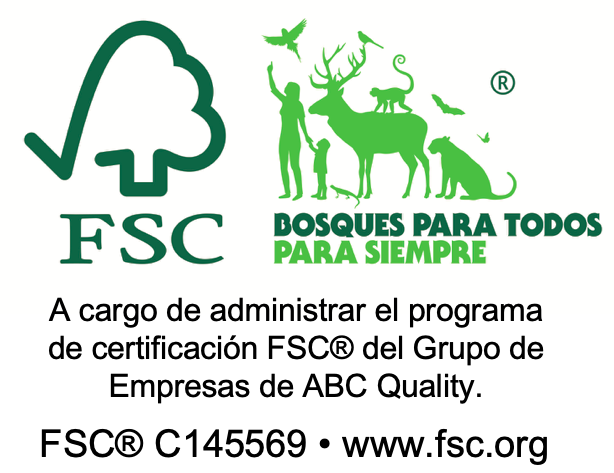 FSC
®
BOSQUES PARA TODOS
PARA SIEMPRE
A cargo de administrar el programa
de certificación FSC® del Grupo de
Empresas de ABC Quality.
FSC® C145569 • www.fsc.org